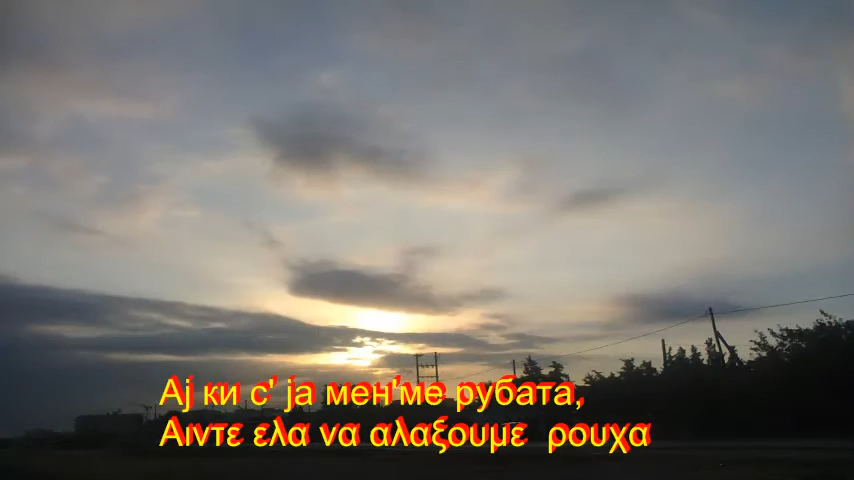 Ај ки с' ја мен'ме рубата,
Αιντε ελα να αλαξουμε ρουχα